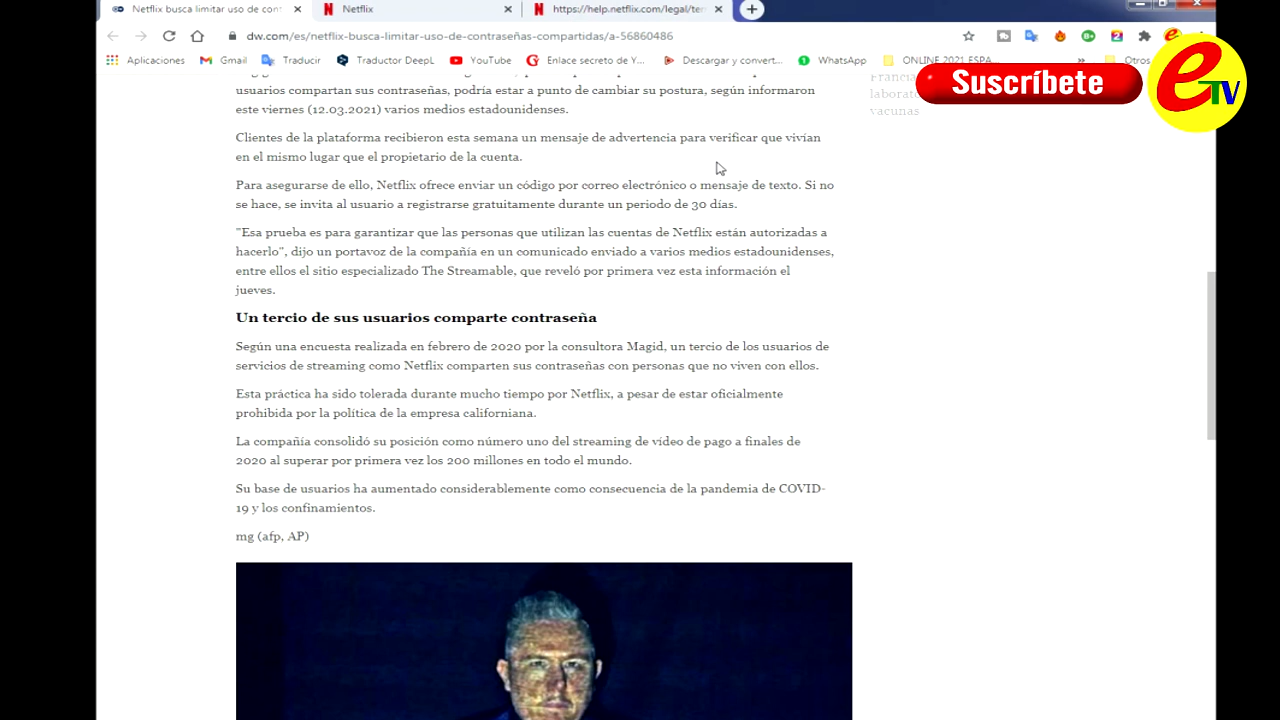 Netflix busca limitar uso de cont
Netflix
https://help.netflix.com/legal/ter
dw.com/es/netflix-busca-limitar-uso-de-contraseñas-compartidas/a-56860486
Aplicaciones
Gmail
Traducir
Traductor DeepL
YouTube
Enlace secreto de Y...
Descargar y convert...
WhatsApp
ONLINE 2021 ESPA...
Otros
Suscríbete
eTV
usuarios compartan sus contraseñas, podría estar a punto de cambiar su postura, según informaron
este viernes (12.03.2021) varios medios estadounidenses.
Clientes de la plataforma recibieron esta semana un mensaje de advertencia para verificar que vivían
en el mismo lugar que el propietario de la cuenta.
Para asegurarse de ello, Netflix ofrece enviar un código por correo electrónico o mensaje de texto. Si no
se hace, se invita al usuario a registrarse gratuitamente durante un periodo de 30 días.
"Esa prueba es para garantizar que las personas que utilizan las cuentas de Netflix están autorizadas a
hacerlo", dijo un portavoz de la compañía en un comunicado enviado a varios medios estadounidenses,
entre ellos el sitio especializado The Streamable, que reveló por primera vez esta información el
jueves.
Un tercio de sus usuarios comparte contraseña
Según una encuesta realizada en febrero de 2020 por la consultora Magid, un tercio de los usuarios de
servicios de streaming como Netflix comparten sus contraseñas con personas que no viven con ellos.
Esta práctica ha sido tolerada durante mucho tiempo por Netflix, a pesar de estar oficialmente
prohibida por la política de la empresa californiana.
La compañía consolidó su posición como número uno del streaming de vídeo de pago a finales de
2020 al superar por primera vez los 200 millones en todo el mundo.
Su base de usuarios ha aumentado considerablemente como consecuencia de la pandemia de COVID-
19 y los confinamientos.
mg (afp, AP)
Francia
laborato
vacunas